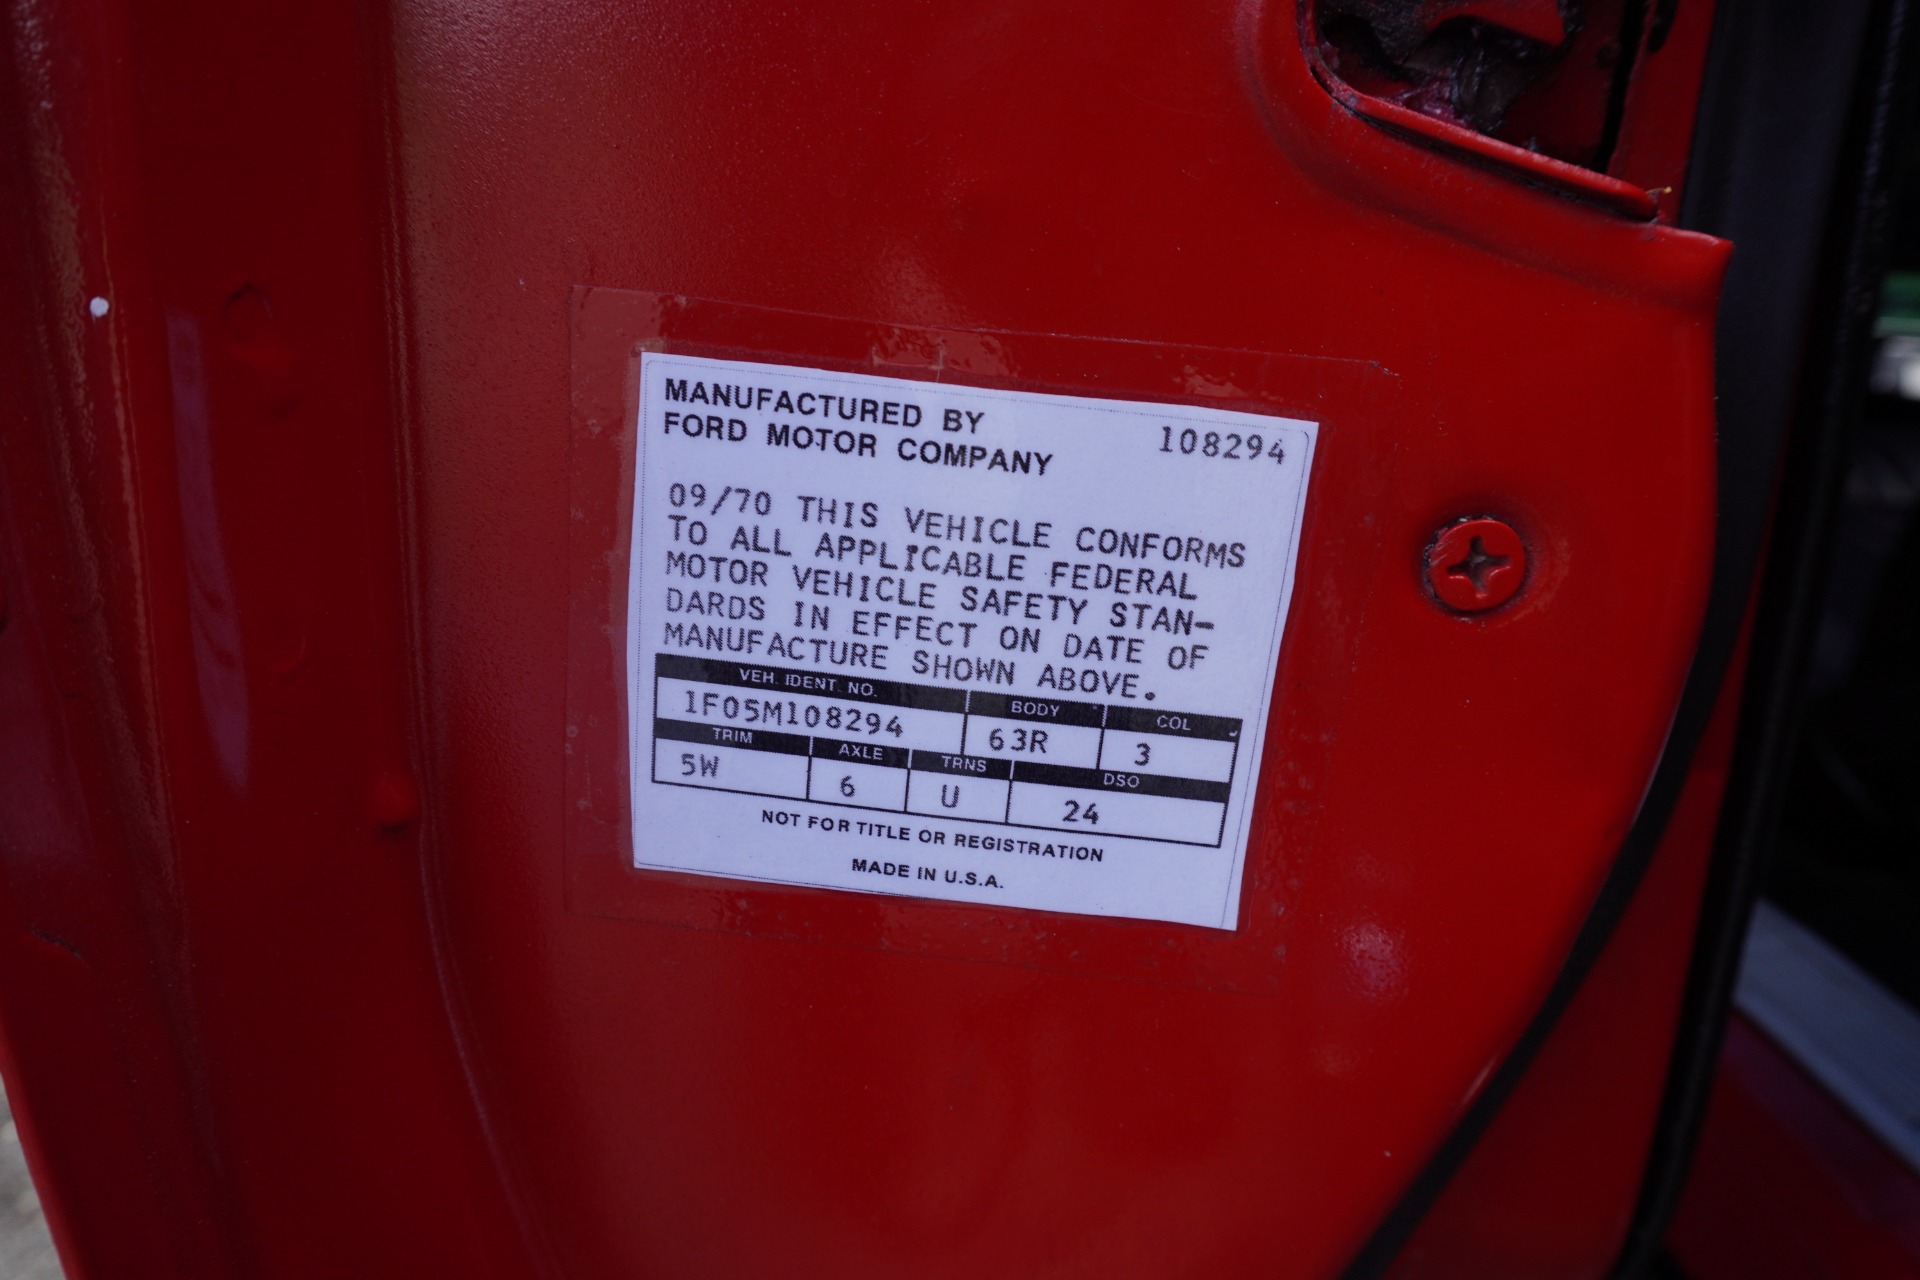 MANUFACTURED BY
FORD MOTOR COMPANY
108294
09/70 THIS VEHICLE CONFORMS
TO ALL APPLICABLE FEDERAL
MOTOR VEHICLE SAFETY STAN-
DARDS IN EFFECT ON DATE OF
MANUFACTURE SHOWN ABOVE.
VEH. IDENT. NO. BODY COL
1F05M108294 63R 3
TRIM AXLE TRNS DSO
5W 6 U 24
NOT FOR TITLE OR REGISTRATION
MADE IN U.S.A.